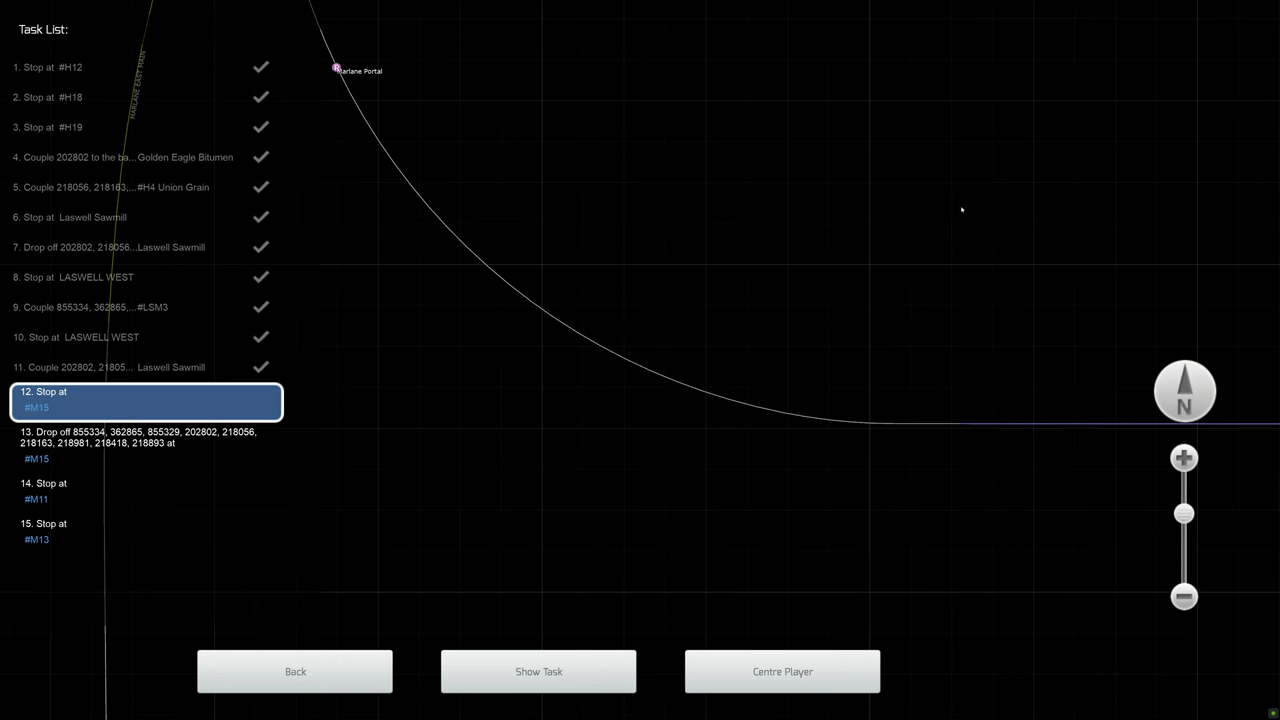 Task List:
1. Stop at #H12
2. Stop at #H18
3. Stop at #H19
4. Couple 202802 to the ba... Golden Eagle Bitumen
5. Couple 218056, 218163,... #H4 Union Grain
6. Stop at Laswell Sawmill
7. Drop off 202802, 218056... Laswell Sawmill
8. Stop at LASWELL WEST
9. Couple 855334, 362865,... #LSM3
10. Stop at LASWELL WEST
11. Couple 202802, 21805... Laswell Sawmill
12. Stop at
#M15
13. Drop off 855334, 362865, 855329, 202802, 218056,
218163, 218981, 218418, 218893 at
#M15
14. Stop at
#M11
15. Stop at
#M13
MARLANE EAST MAIN
R
Marlane Portal
N
Back
Show Task
Centre Player